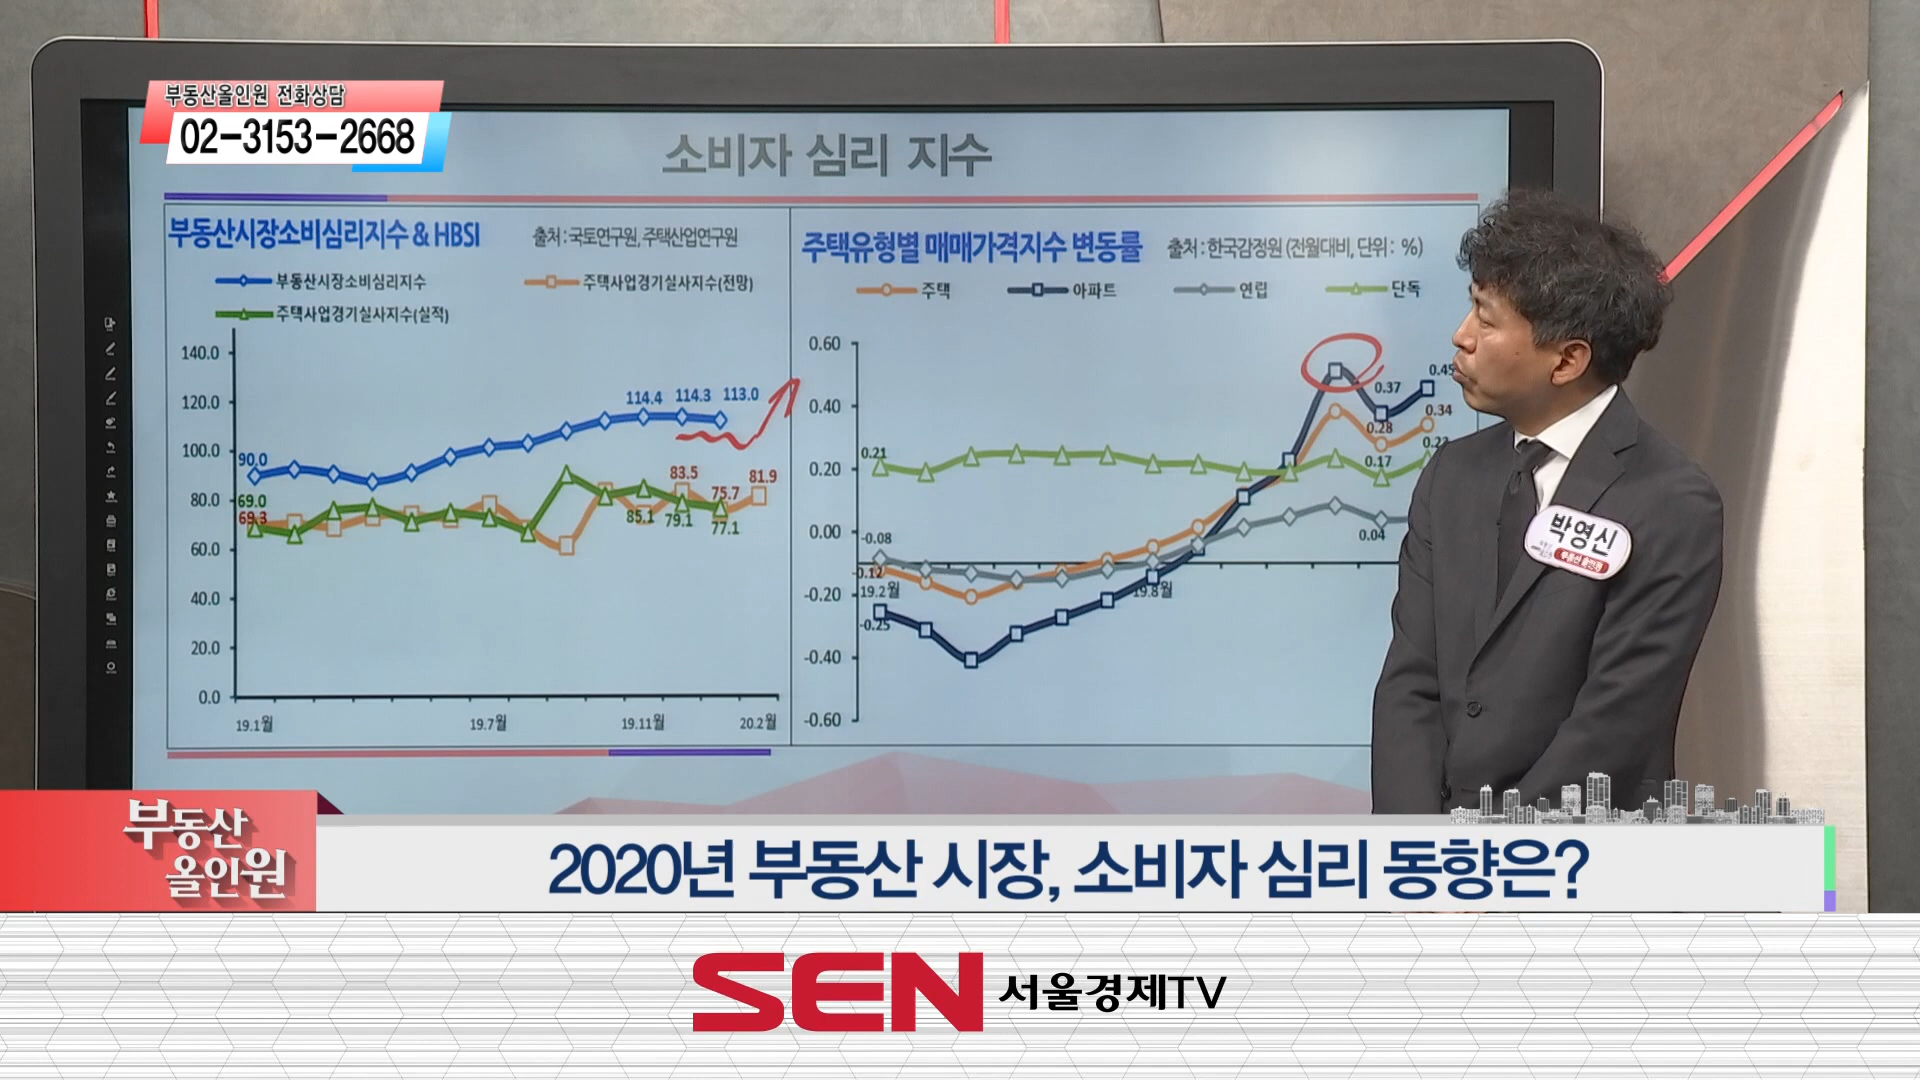 부동산올인원 전화상담
02-3153-2668
소비자 심리 지수
부동산시장소비심리지수 & HBSI
출처 : 국토연구원, 주택산업연구원
부동산시장소비심리지수
주택사업경기실사지수(전망)
주택사업경기실사지수(실적)
140.0
120.0
100.0
80.0
60.0
40.0
20.0
0.0
114.4 114.3 113.0
90.0
69.0
69.3
83.5
75.7
81.9
85.1
79.1
77.1
19.1월
19.7월
19.11월
20.2월
주택유형별 매매가격지수 변동률
출처 : 한국감정원 (전월대비, 단위 : %)
주택
아파트
연립
단독
0.60
0.40
0.20
0.00
-0.20
-0.40
-0.60
0.21
-0.08
-0.12
-0.25
19.2월
19.8월
0.37
0.28
0.17
0.04
0.45
0.34
박영신
부동산
올인원
2020년 부동산 시장, 소비자 심리 동향은?
SEN 서울경제TV